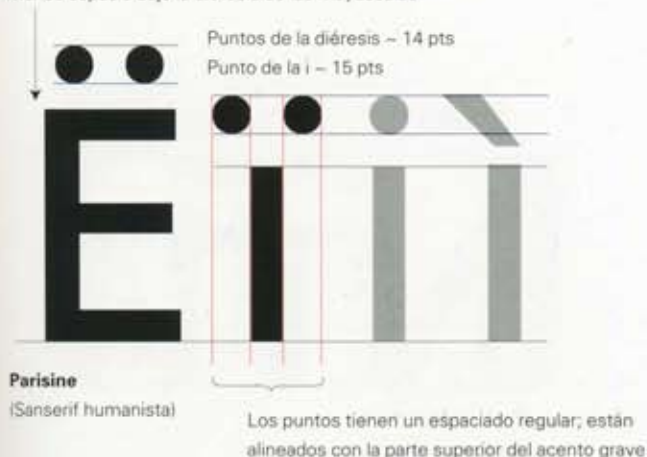 Puntos de la diéresis – 14 pts
Punto de la i – 15 pts
Ëïiì
Parisine
(Sanserif humanista)
Los puntos tienen un espaciado regular; están
alineados con la parte superior del acento grave